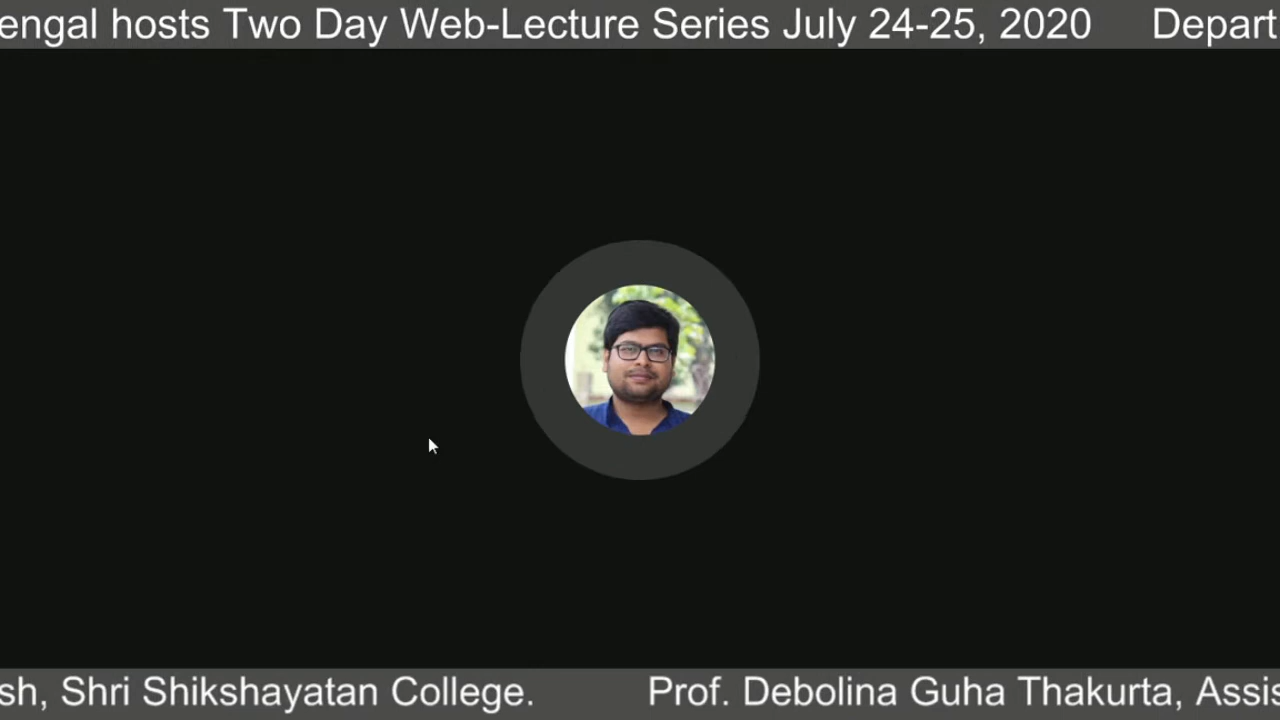 engal hosts Two Day Web-Lecture Series July 24-25, 2020 Depart
sh, Shri Shikshayatan College. Prof. Debolina Guha Thakurta, Assis